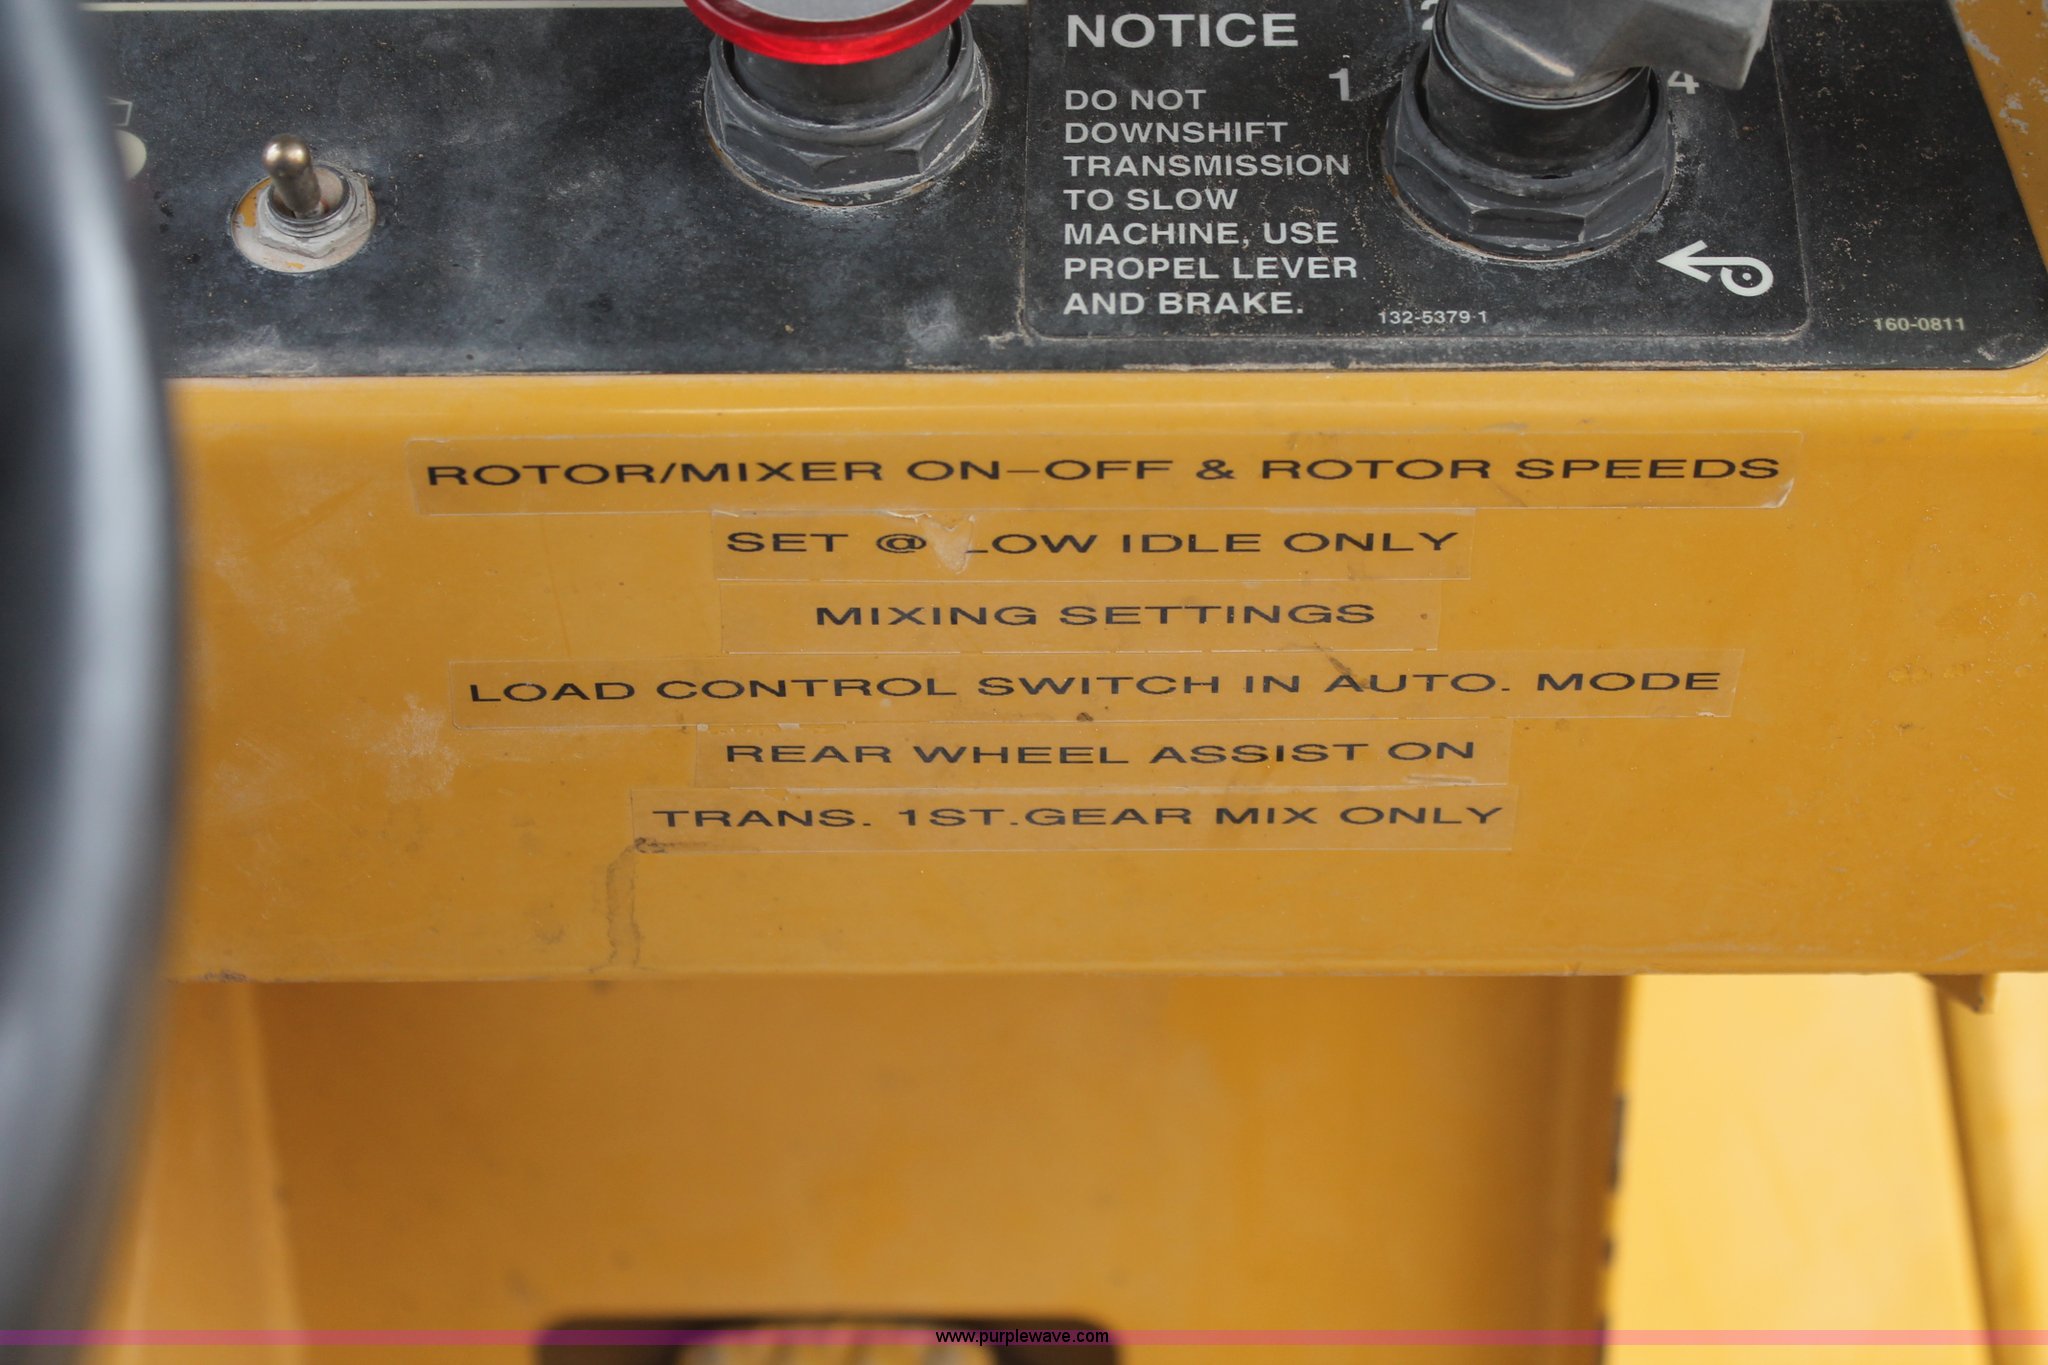 NOTICE
DO NOT
DOWNSHIFT
TRANSMISSION
TO SLOW
MACHINE, USE
PROPEL LEVER
AND BRAKE.
1
4
132-5379 1
160-0811
ROTOR/MIXER ON-OFF & ROTOR SPEEDS
SET @ LOW IDLE ONLY
MIXING SETTINGS
LOAD CONTROL SWITCH IN AUTO. MODE
REAR WHEEL ASSIST ON
TRANS. 1ST.GEAR MIX ONLY
www.purplewave.com